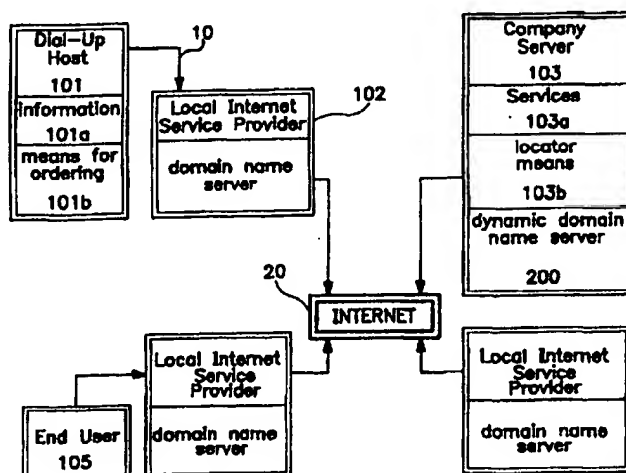 Dial-Up
Host
101
information
101a
means for
ordering
101b
10
Local Internet
Service Provider
domain name
server
102
Company
Server
103
Services
103a
locator
means
103b
dynamic domain
name server
200
20
INTERNET
End User
105
Local Internet
Service
Provider
domain name
server
Local Internet
Service
Provider
domain name
server